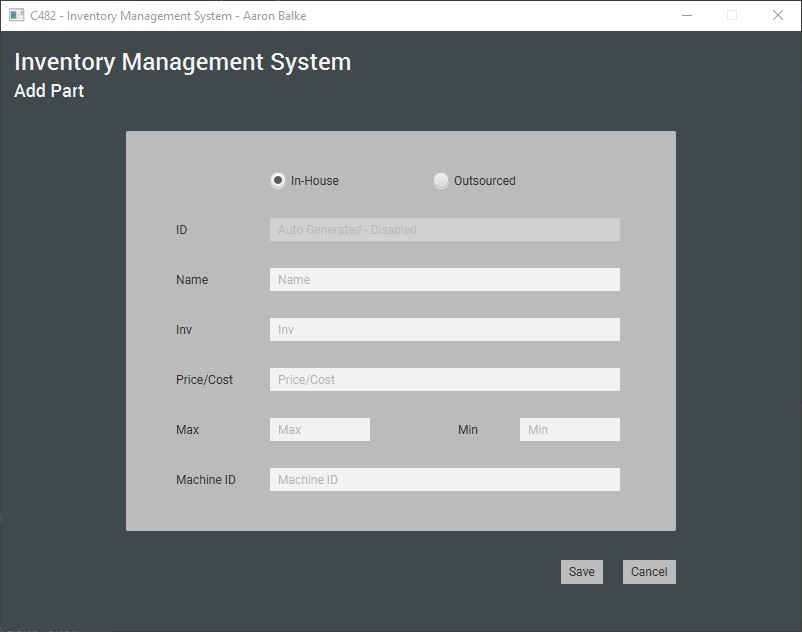 C482 - Inventory Management System - Aaron Balke
Inventory Management System
Add Part
In-House Outsourced
ID Auto Generated - Disabled
Name Name
Inv Inv
Price/Cost Price/Cost
Max Max Min Min
Machine ID Machine ID
Save Cancel